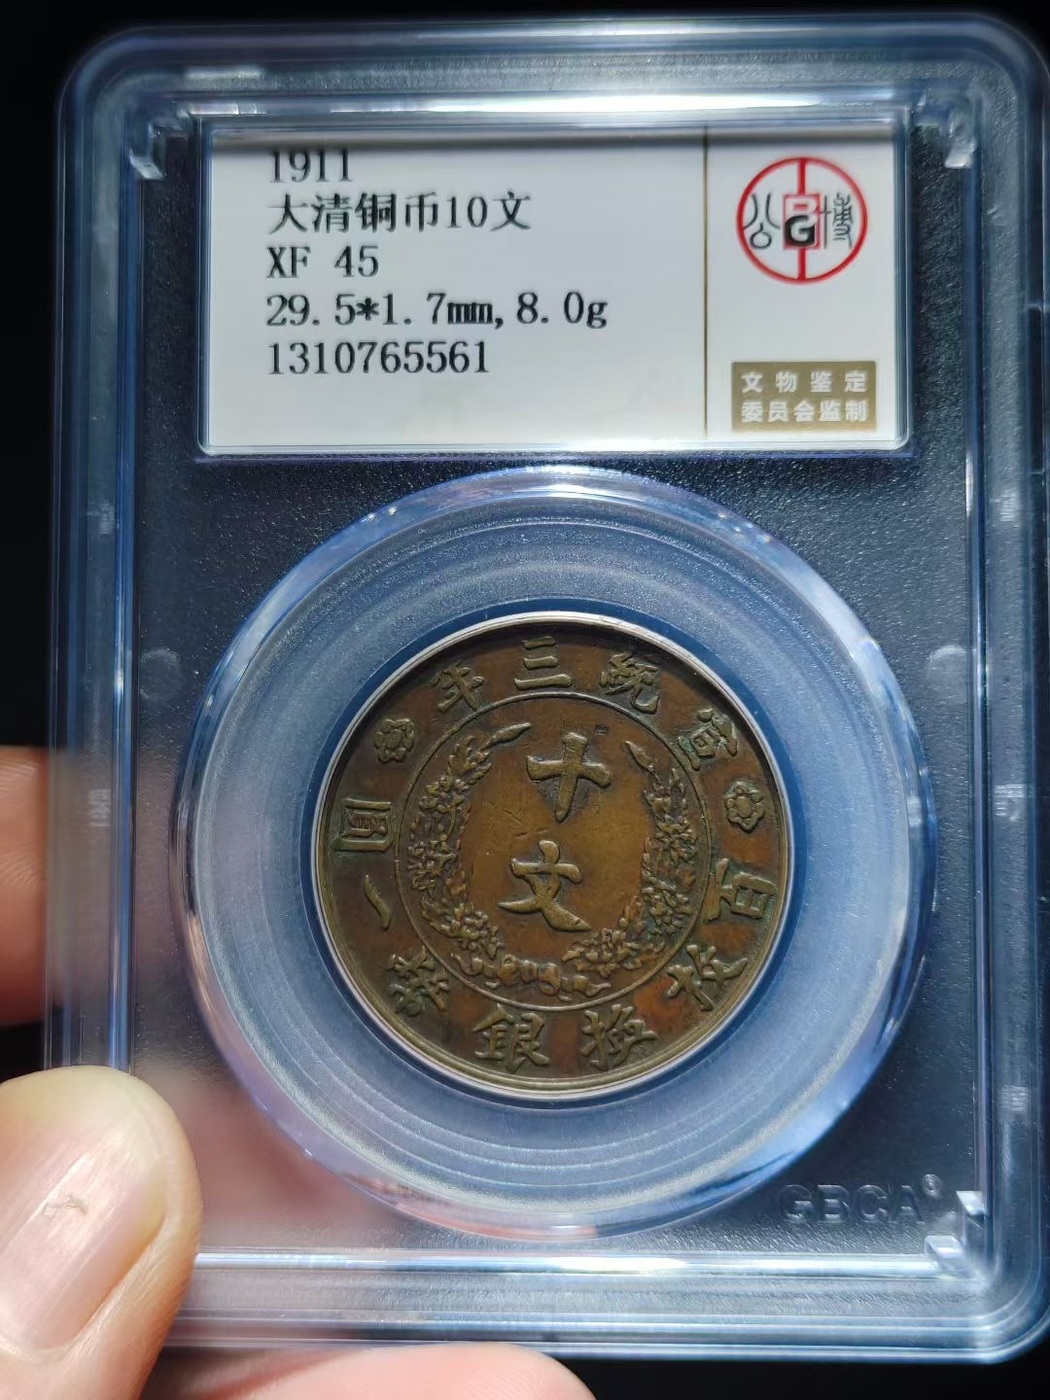 1911
大清铜币10文
XF 45
29.5*1.7mm,8.0g
1310765561
公博
PG
文物鉴定
委员会监制
宣統三年
十文
百枚換銀幣一圓
GBCA